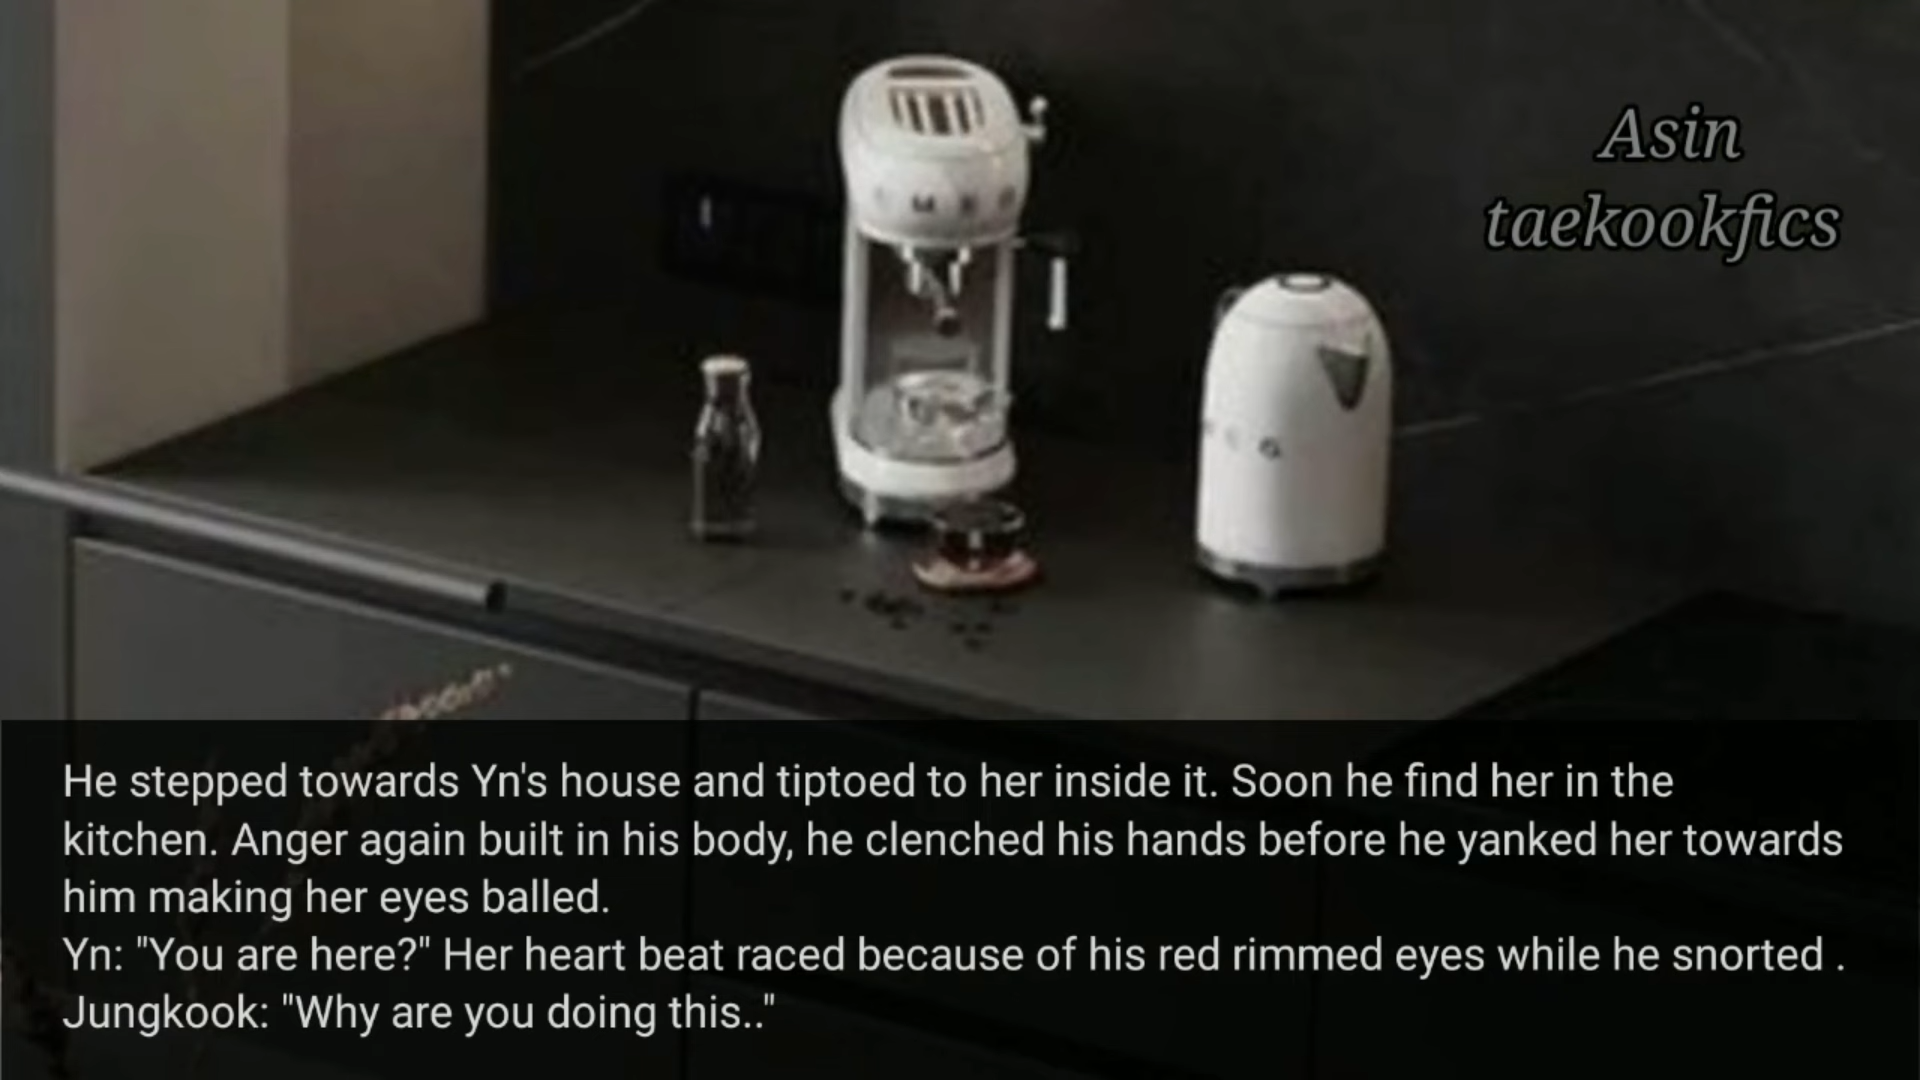 Asin
taekookfics
He stepped towards Yn's house and tiptoed to her inside it. Soon he find her in the
kitchen. Anger again built in his body, he clenched his hands before he yanked her towards
him making her eyes balled.
Yn: "You are here?" Her heart beat raced because of his red rimmed eyes while he snorted .
Jungkook: "Why are you doing this.."